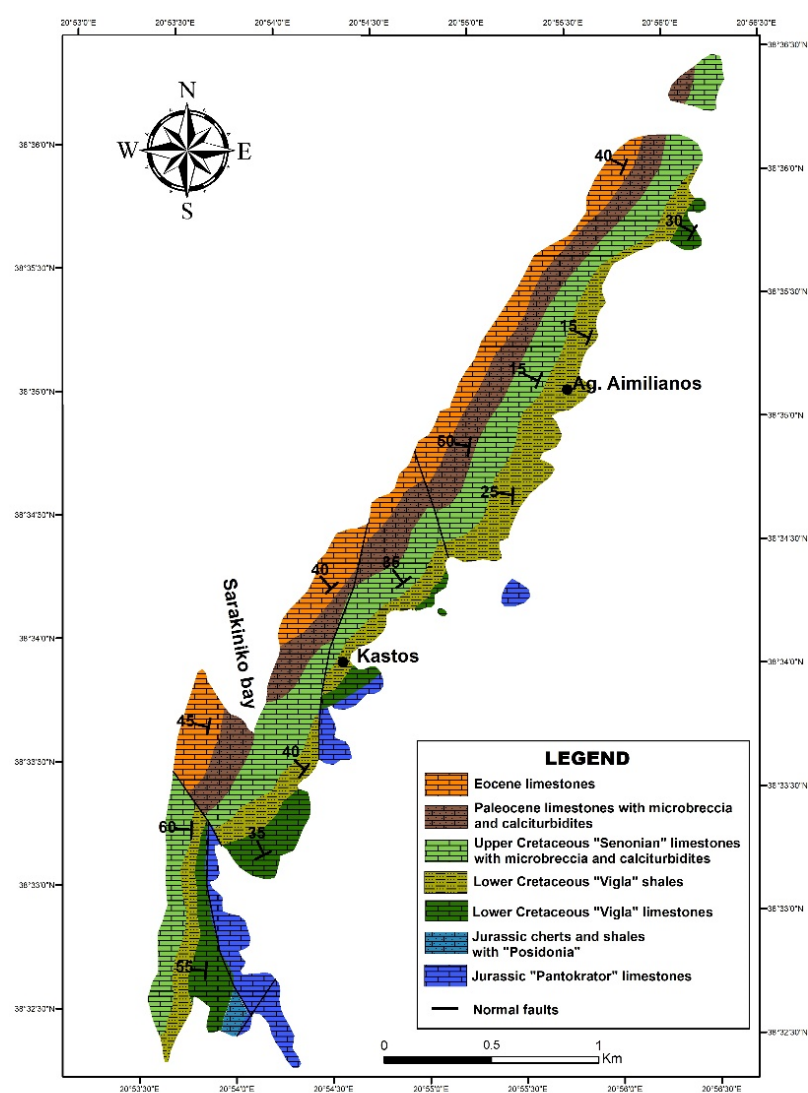 20°53'0"E 20°53'30"E 20°54'0"E 20°54'30"E 20°55'0"E 20°55'30"E 20°56'0"E 20°56'30"E
38°36'30"N
N
W E
S
38°36'0"N
38°36'0"N
40
30
38°35'30"N
38°35'30"N
15
15
Ag. Aimilianos
38°35'0"N
38°35'0"N
50
25
38°34'30"N
38°34'30"N
40
35
Sarakiniko bay
38°34'0"N
38°34'0"N
Kastos
45
40
38°33'30"N
38°33'30"N
60
35
38°33'0"N
38°33'0"N
55
38°32'30"N
38°32'30"N
LEGEND
Eocene limestones
Paleocene limestones with microbreccia
and calciturbidites
Upper Cretaceous "Senonian" limestones
with microbreccia and calciturbidites
Lower Cretaceous "Vigla" shales
Lower Cretaceous "Vigla" limestones
Jurassic cherts and shales
with "Posidonia"
Jurassic "Pantokrator" limestones
Normal faults
0 0.5 1
Km
20°53'30"E 20°54'0"E 20°54'30"E 20°55'0"E 20°55'30"E 20°56'0"E 20°56'30"E